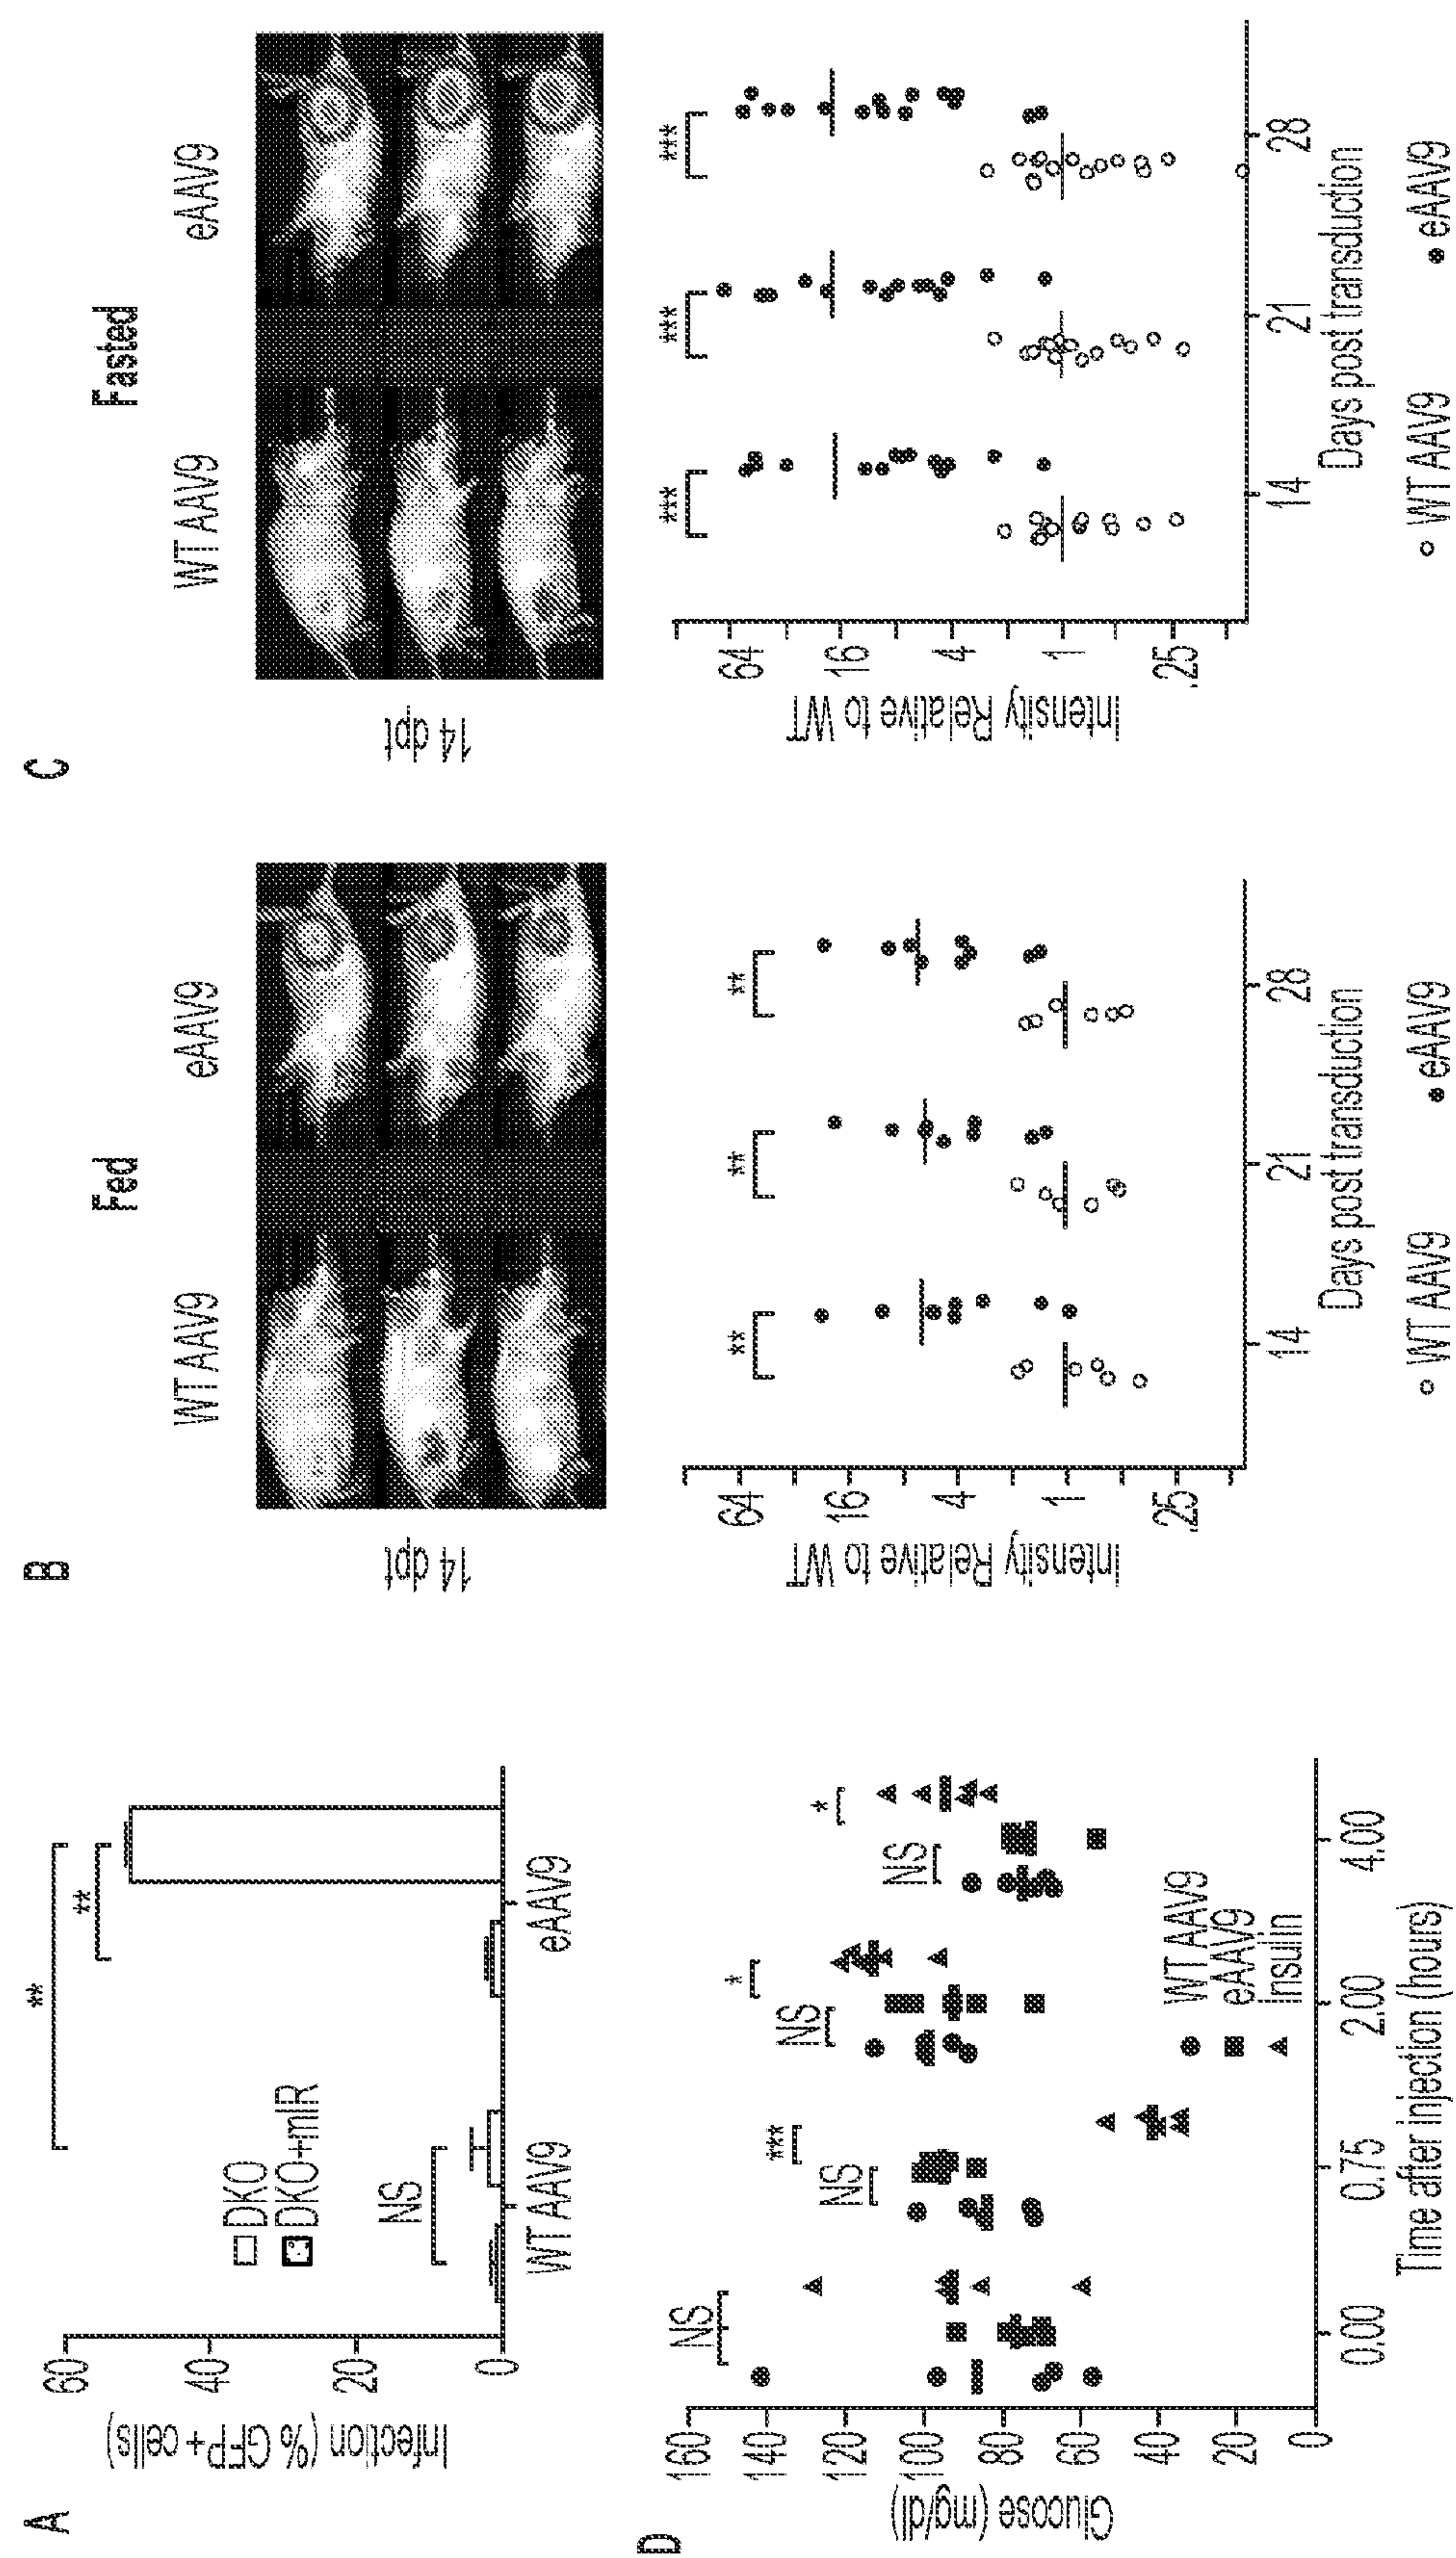 A
Infection (% GFP+ cells)
60
40
20
0
**
**
NS
DKO
DKO+mIR
WT AAV9
eAAV9
B
Fed
WT AAV9
eAAV9
14 dpt
Intensity Relative to WT
64
16
4
1
.25
**
**
**
14
21
28
Days post transduction
WT AAV9
eAAV9
C
Fasted
WT AAV9
eAAV9
14 dpt
Intensity Relative to WT
64
16
4
1
.25
***
***
***
14
21
28
Days post transduction
WT AAV9
eAAV9
D
Glucose (mg/dl)
160
140
120
100
80
60
40
20
0
NS
NS
***
NS
*
NS
*
WT AAV9
eAAV9
Insulin
0.00
0.75
2.00
4.00
Time after injection (hours)